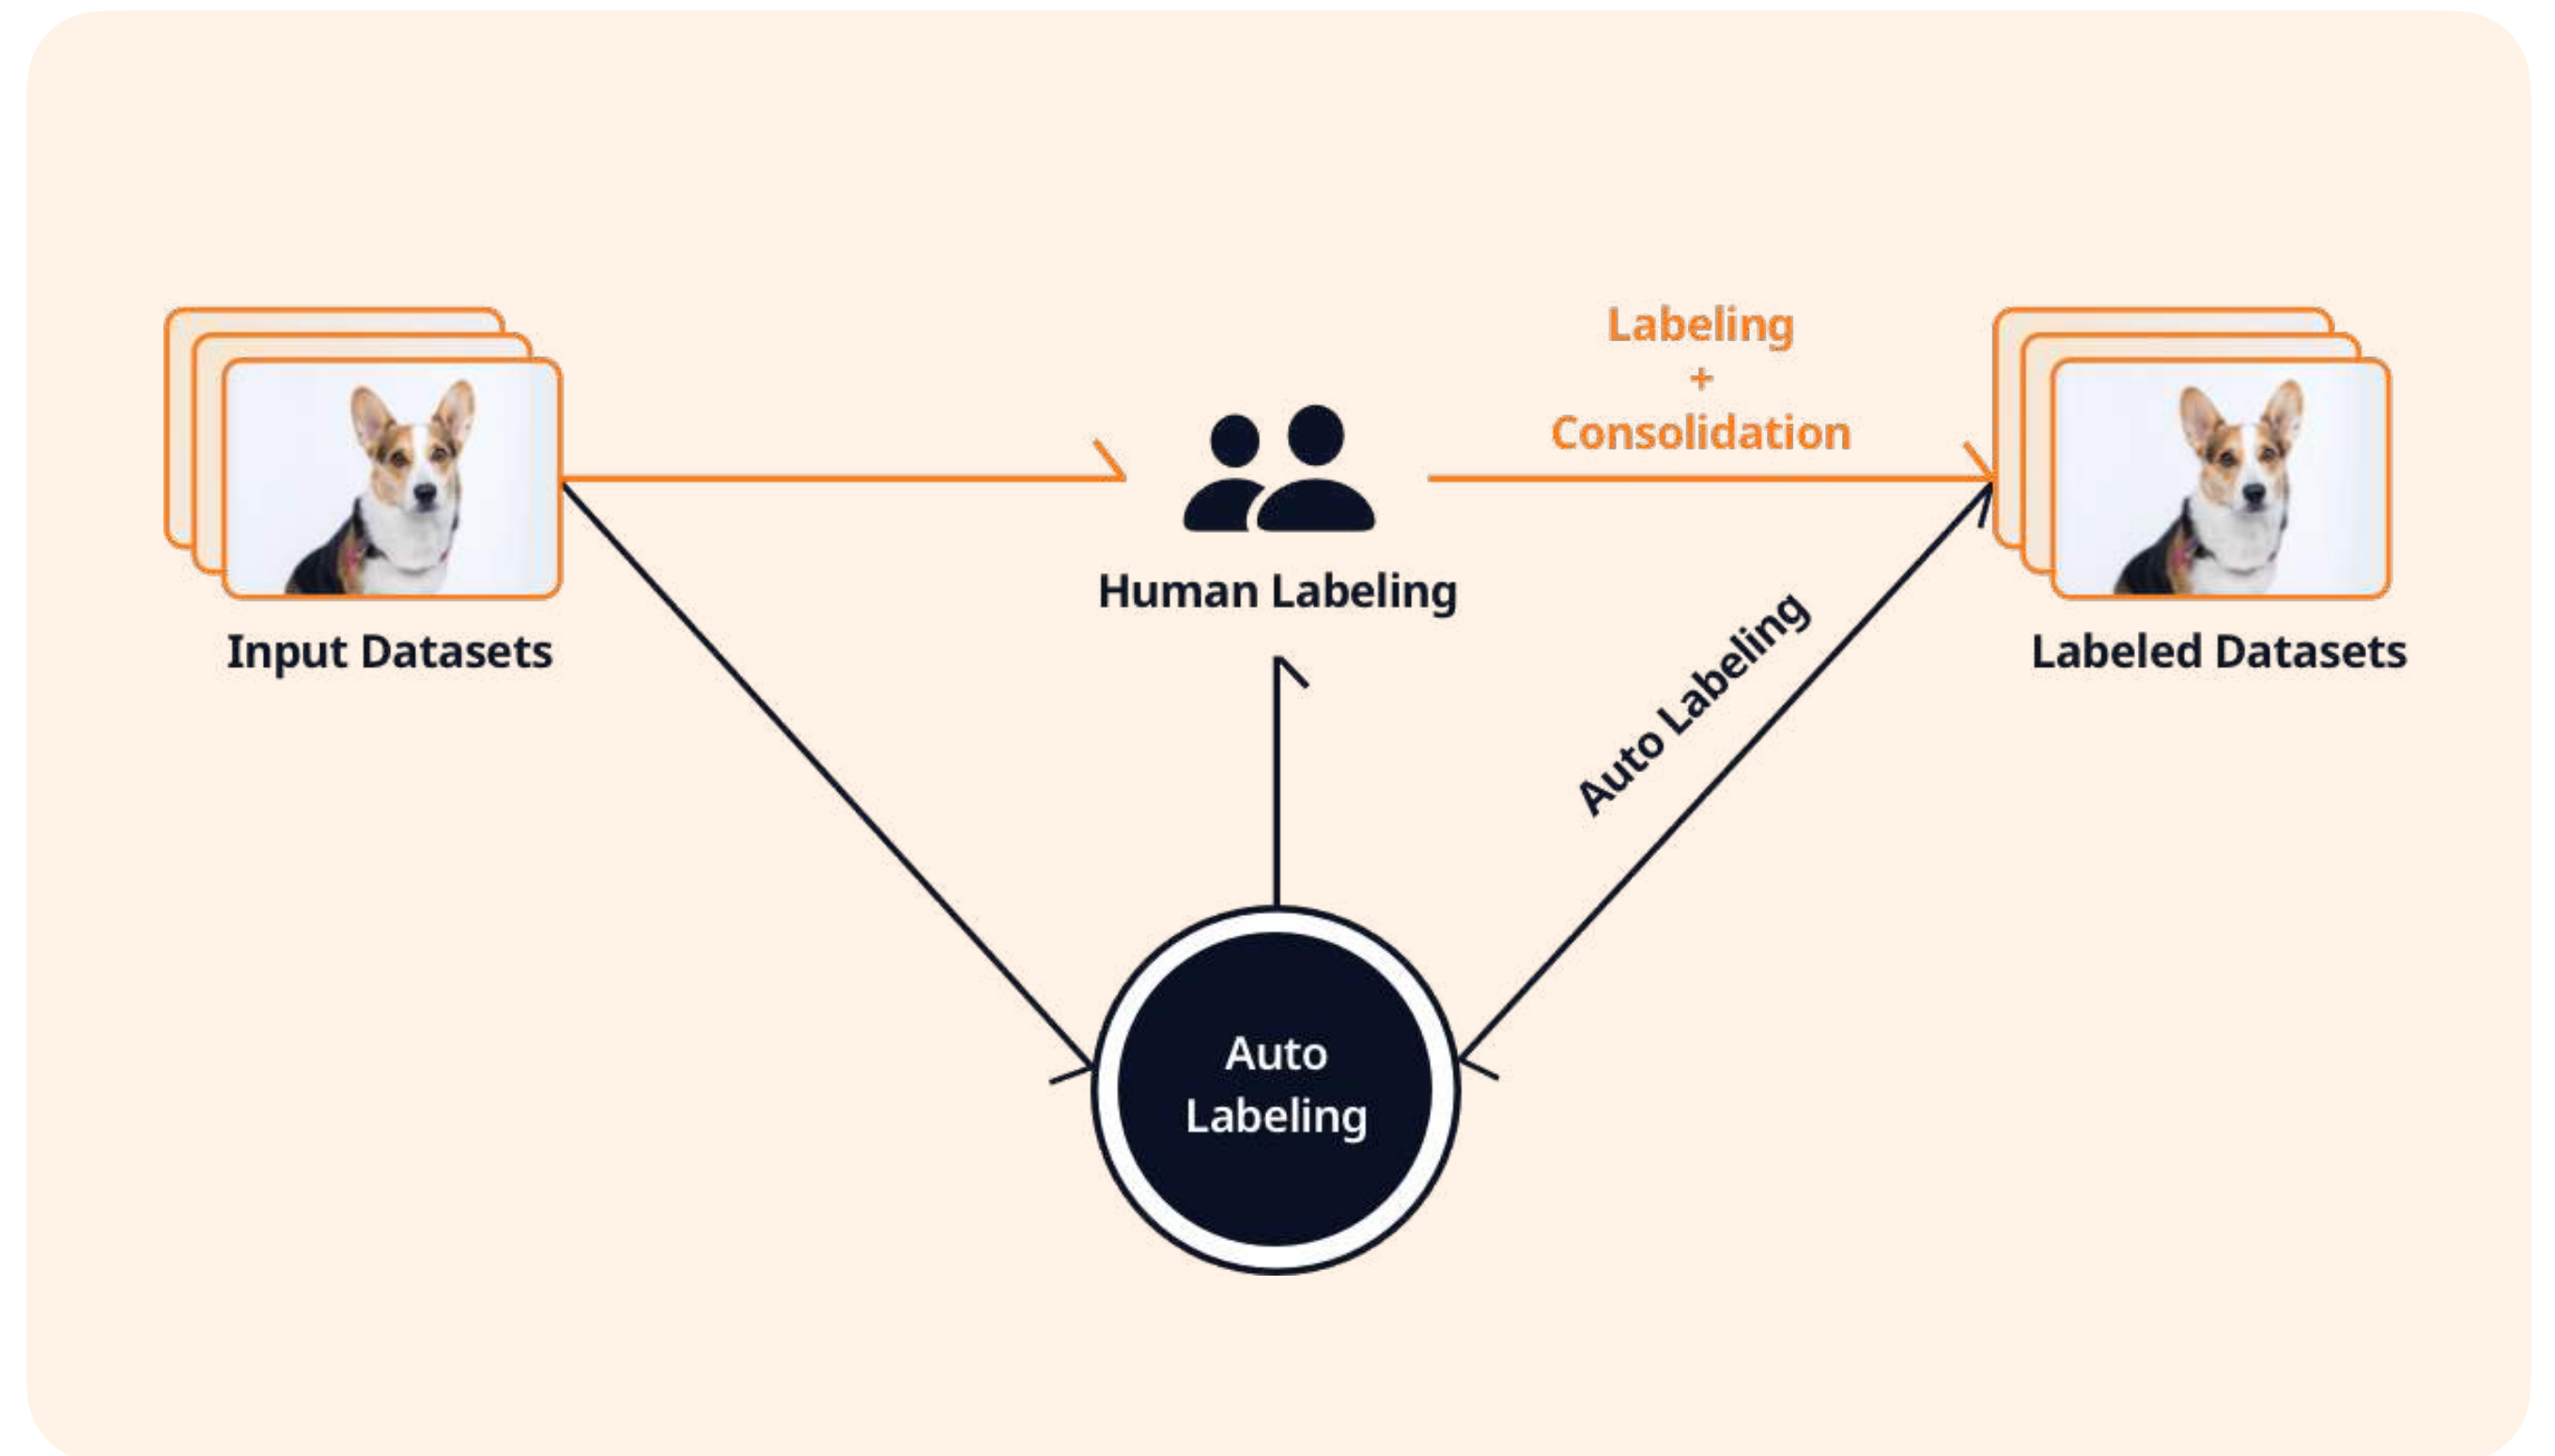 Labeling
+
Consolidation
Human Labeling
Input Datasets
Labeled Datasets
Auto Labeling
Auto
Labeling